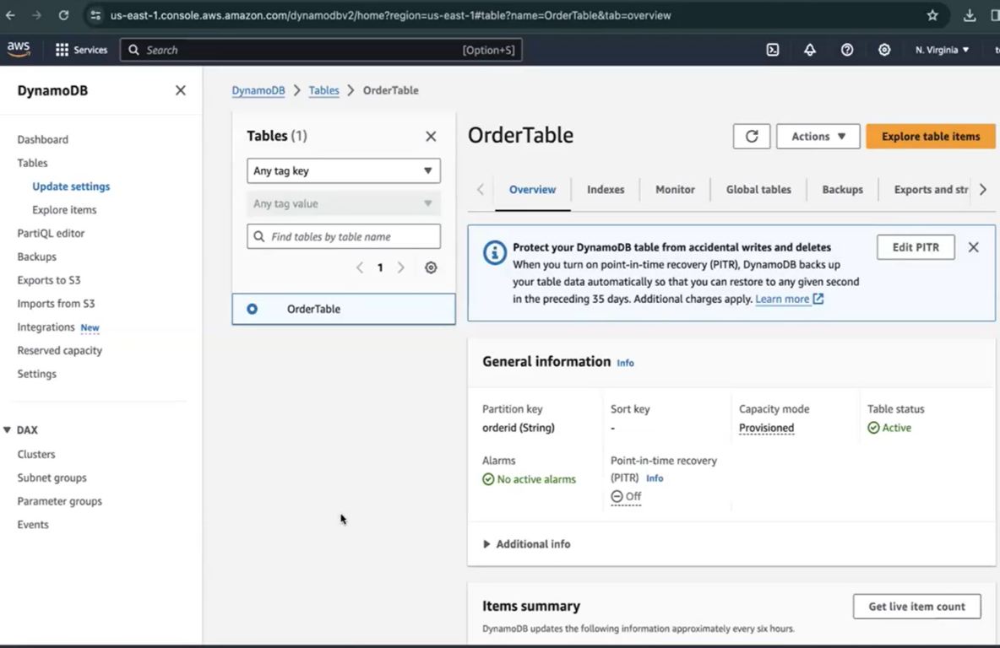 us-east-1.console.aws.amazon.com/dynamodbv2/home?region=us-east-1#table?name=OrderTable&tab=overview
aws
Services
Search
[Option+S]
N. Virginia
DynamoDB
Dashboard
Tables
Update settings
Explore items
PartiQL editor
Backups
Exports to S3
Imports from S3
Integrations New
Reserved capacity
Settings
DAX
Clusters
Subnet groups
Parameter groups
Events
DynamoDB > Tables > OrderTable
Tables (1)
Any tag key
Any tag value
Find tables by table name
1
OrderTable
OrderTable
Actions
Explore table items
Overview
Indexes
Monitor
Global tables
Backups
Exports and str
Protect your DynamoDB table from accidental writes and deletes
When you turn on point-in-time recovery (PITR), DynamoDB backs up
your table data automatically so that you can restore to any given second
in the preceding 35 days. Additional charges apply. Learn more
Edit PITR
General information Info
Partition key
orderid (String)
Sort key
-
Capacity mode
Provisioned
Table status
Active
Alarms
No active alarms
Point-in-time recovery
(PITR) Info
Off
Additional info
Items summary
Get live item count
DynamoDB updates the following information approximately every six hours.